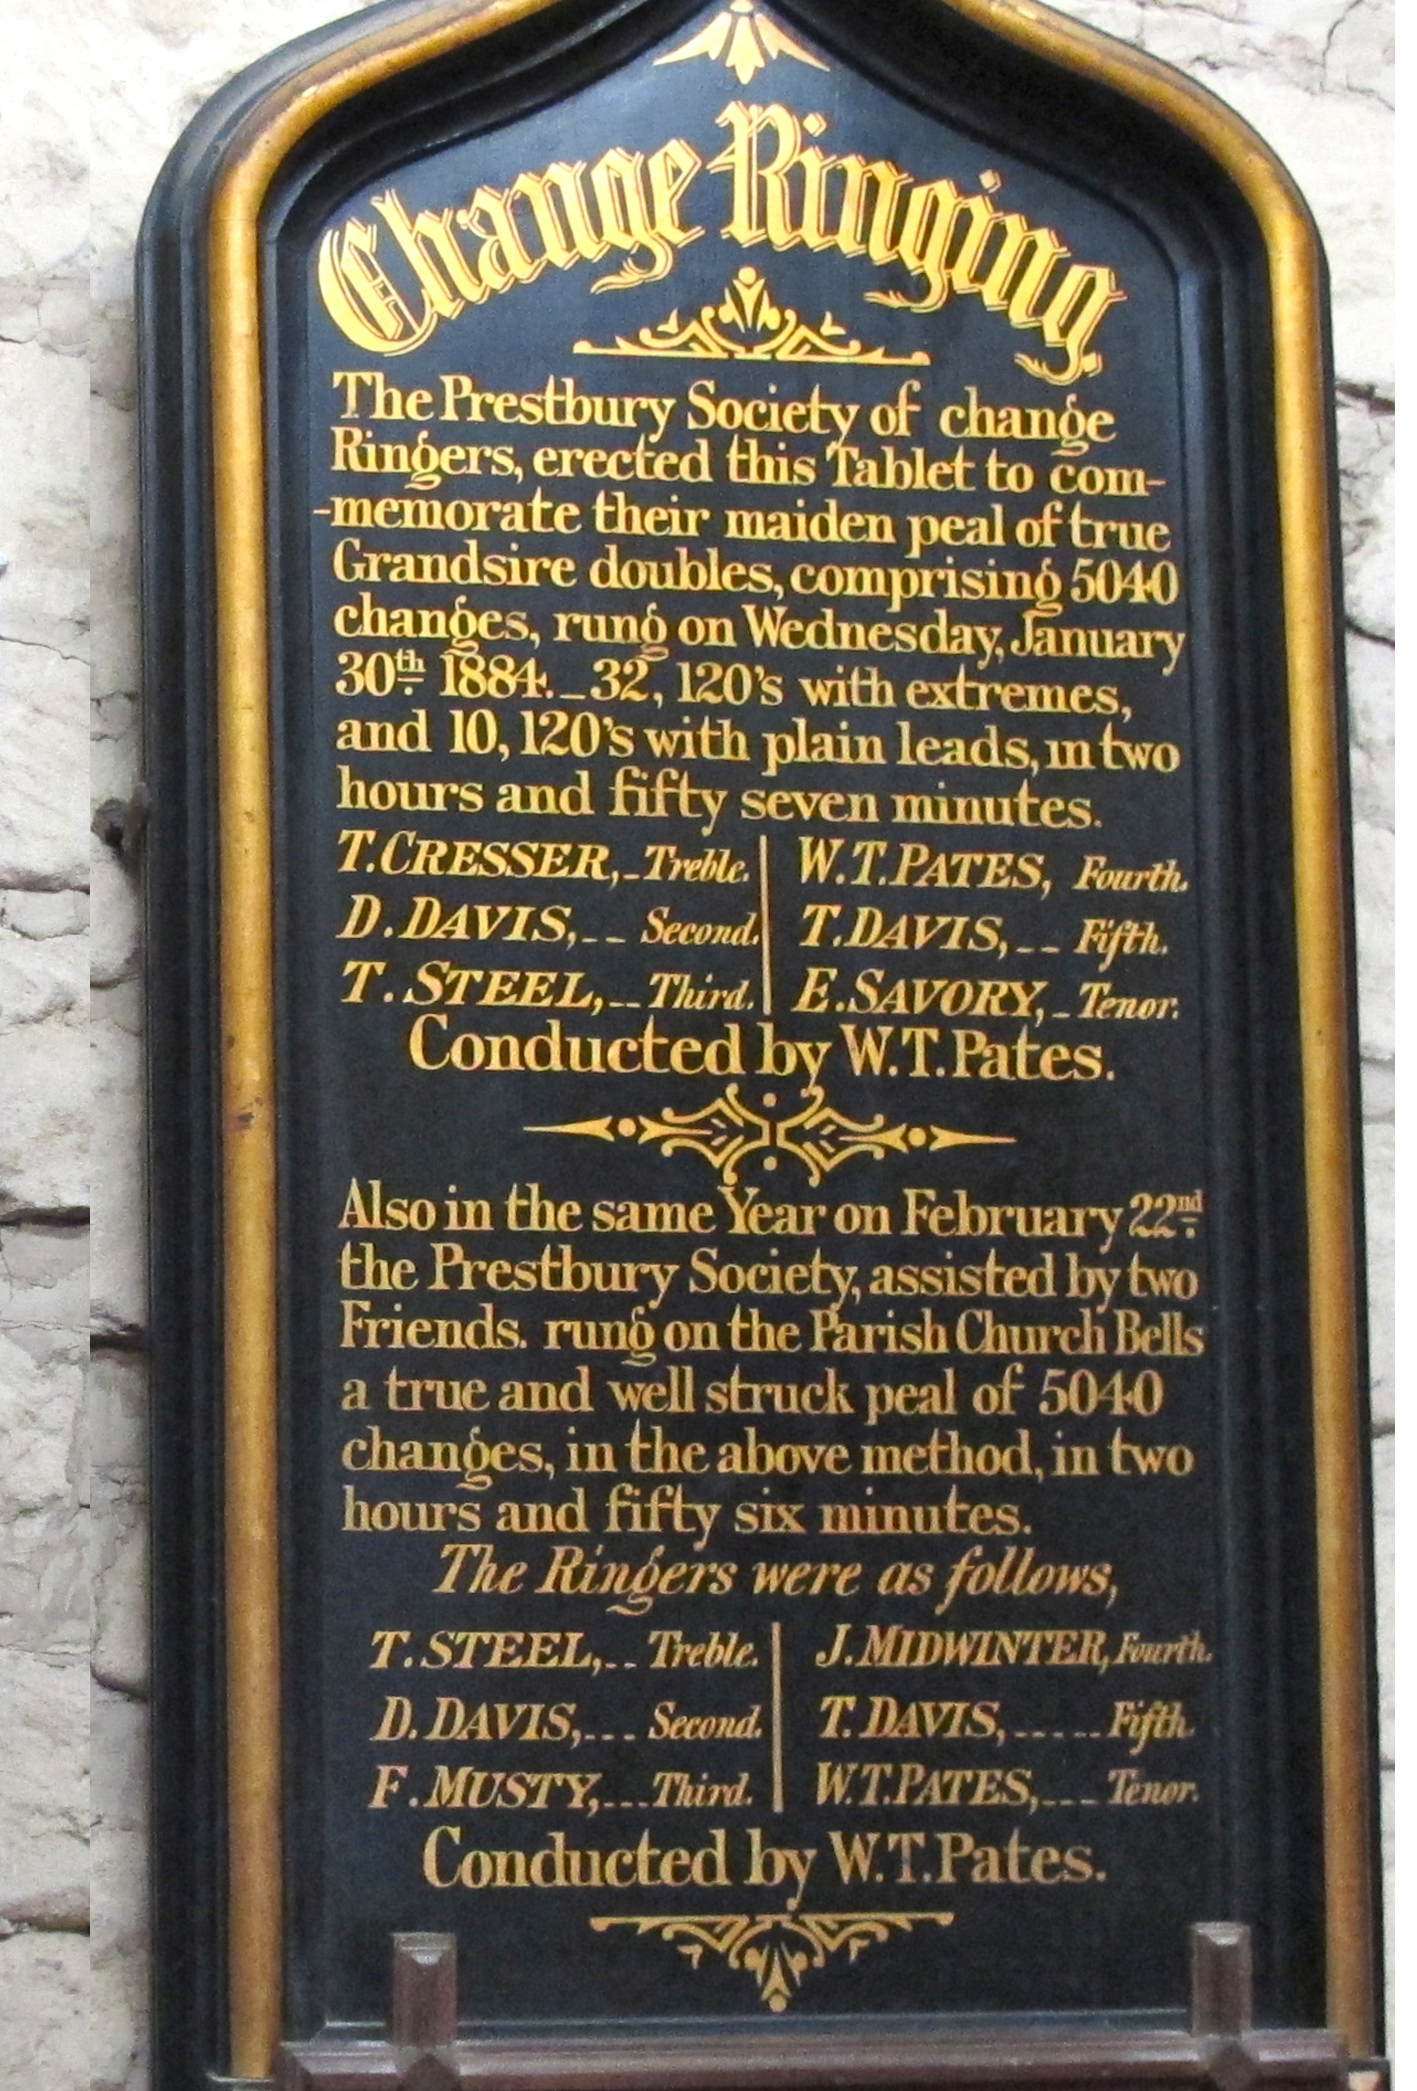 Change Ringing
The Prestbury Society of change
Ringers, erected this Tablet to com-
-memorate their maiden peal of true
Grandsire doubles, comprising 5040
changes, rung on Wednesday, January
30th. 1884. _ 32, 120's with extremes,
and 10, 120's with plain leads, in two
hours and fifty seven minutes.
T. CRESSER, _ Treble. | W. T. PATES, Fourth.
D. DAVIS, _ _ Second. | T. DAVIS, _ _ Fifth.
T. STEEL, _ _ Third. | E. SAVORY, _ Tenor.
Conducted by W. T. Pates.
Also in the same Year on February 22nd.
the Prestbury Society, assisted by two
Friends. rung on the Parish Church Bells
a true and well struck peal of 5040
changes, in the above method, in two
hours and fifty six minutes.
The Ringers were as follows,
T. STEEL, _ _ Treble. | J. MIDWINTER, Fourth.
D. DAVIS, _ _ _ Second. | T. DAVIS, _ _ _ _ _ Fifth.
F. MUSTY, _ _ _ Third. | W. T. PATES, _ _ _ Tenor.
Conducted by W. T. Pates.